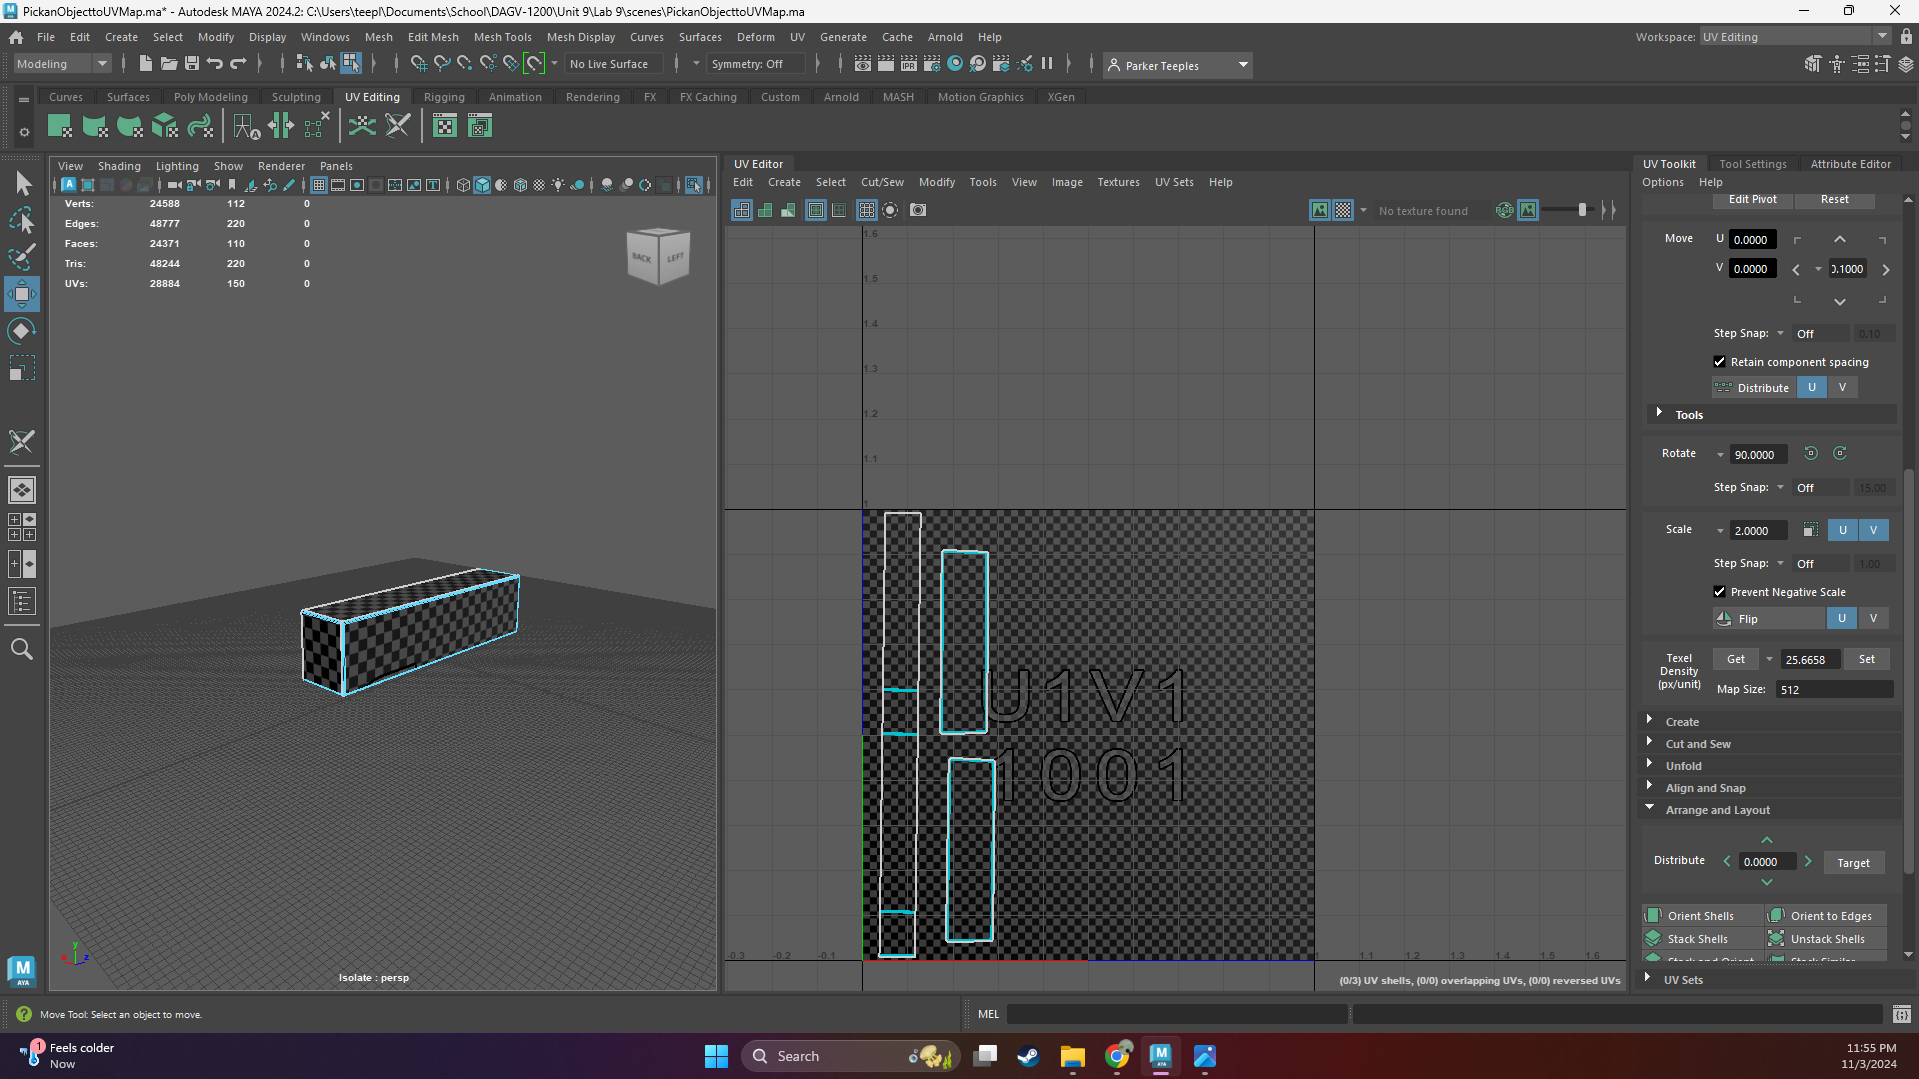 PickanObjecttoUVMap.ma* - Autodesk MAYA 2024.2: C:\Users\teepl\Documents\School\DAGV-1200\Unit 9\Lab 9\scenes\PickanObjecttoUVMap.ma
File Edit Create Select Modify Display Windows Mesh Edit Mesh Mesh Tools Mesh Display Curves Surfaces Deform UV Generate Cache Arnold Help Workspace: UV Editing
Modeling No Live Surface Symmetry: Off Parker Teeples
Curves Surfaces Poly Modeling Sculpting UV Editing Rigging Animation Rendering FX FX Caching Custom Arnold MASH Motion Graphics XGen
View Shading Lighting Show Renderer Panels
Verts: 24588 112 0
Edges: 48777 220 0
Faces: 24371 110 0
Tris: 48244 220 0
UVs: 28884 150 0
BACK LEFT
y
x z
Isolate : persp
UV Editor
Edit Create Select Cut/Sew Modify Tools View Image Textures UV Sets Help
No texture found
1.6
1.5
1.4
1.3
1.2
1.1
1
U1V1
1001
-0.3 -0.2 -0.1 1 1.1 1.2 1.3 1.4 1.5 1.6
(0/3) UV shells, (0/0) overlapping UVs, (0/0) reversed UVs
UV Toolkit Tool Settings Attribute Editor
Options Help
Edit Pivot Reset
Move U 0.0000
V 0.0000 0.1000
Step Snap: Off 0.10
Retain component spacing
Distribute U V
Tools
Rotate 90.0000
Step Snap: Off 15.00
Scale 2.0000 U V
Step Snap: Off 1.00
Prevent Negative Scale
Flip U V
Texel Density (px/unit) Get 25.6658 Set
Map Size: 512
Create
Cut and Sew
Unfold
Align and Snap
Arrange and Layout
Distribute 0.0000 Target
Orient Shells Orient to Edges
Stack Shells Unstack Shells
Stack and Orient Stack Similar
UV Sets
Move Tool: Select an object to move.
MEL
M
AYA
1 Feels colder
Now
Search
11:55 PM
11/3/2024